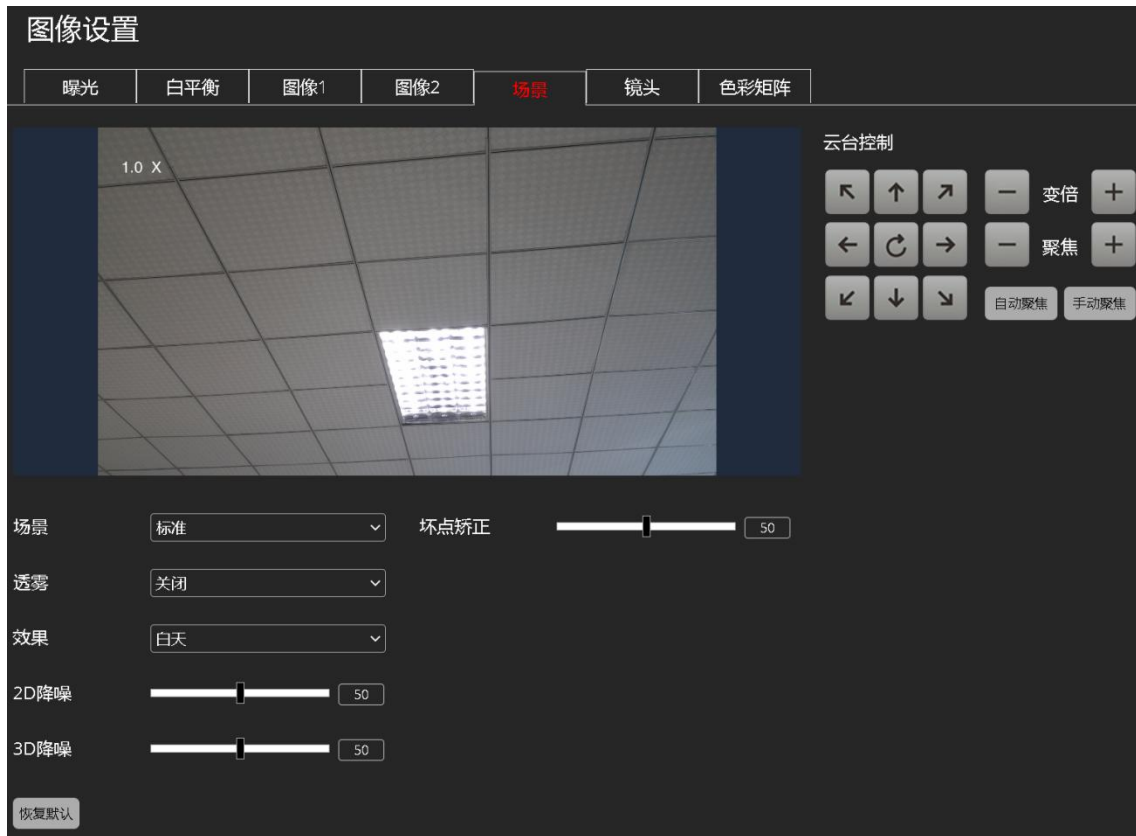 图像设置
曝光 白平衡 图像1 图像2 场景 镜头 色彩矩阵
1.0 X
云台控制
变倍
聚焦
自动聚焦 手动聚焦
场景 标准 坏点矫正 50
透雾 关闭
效果 白天
2D降噪 50
3D降噪 50
恢复默认